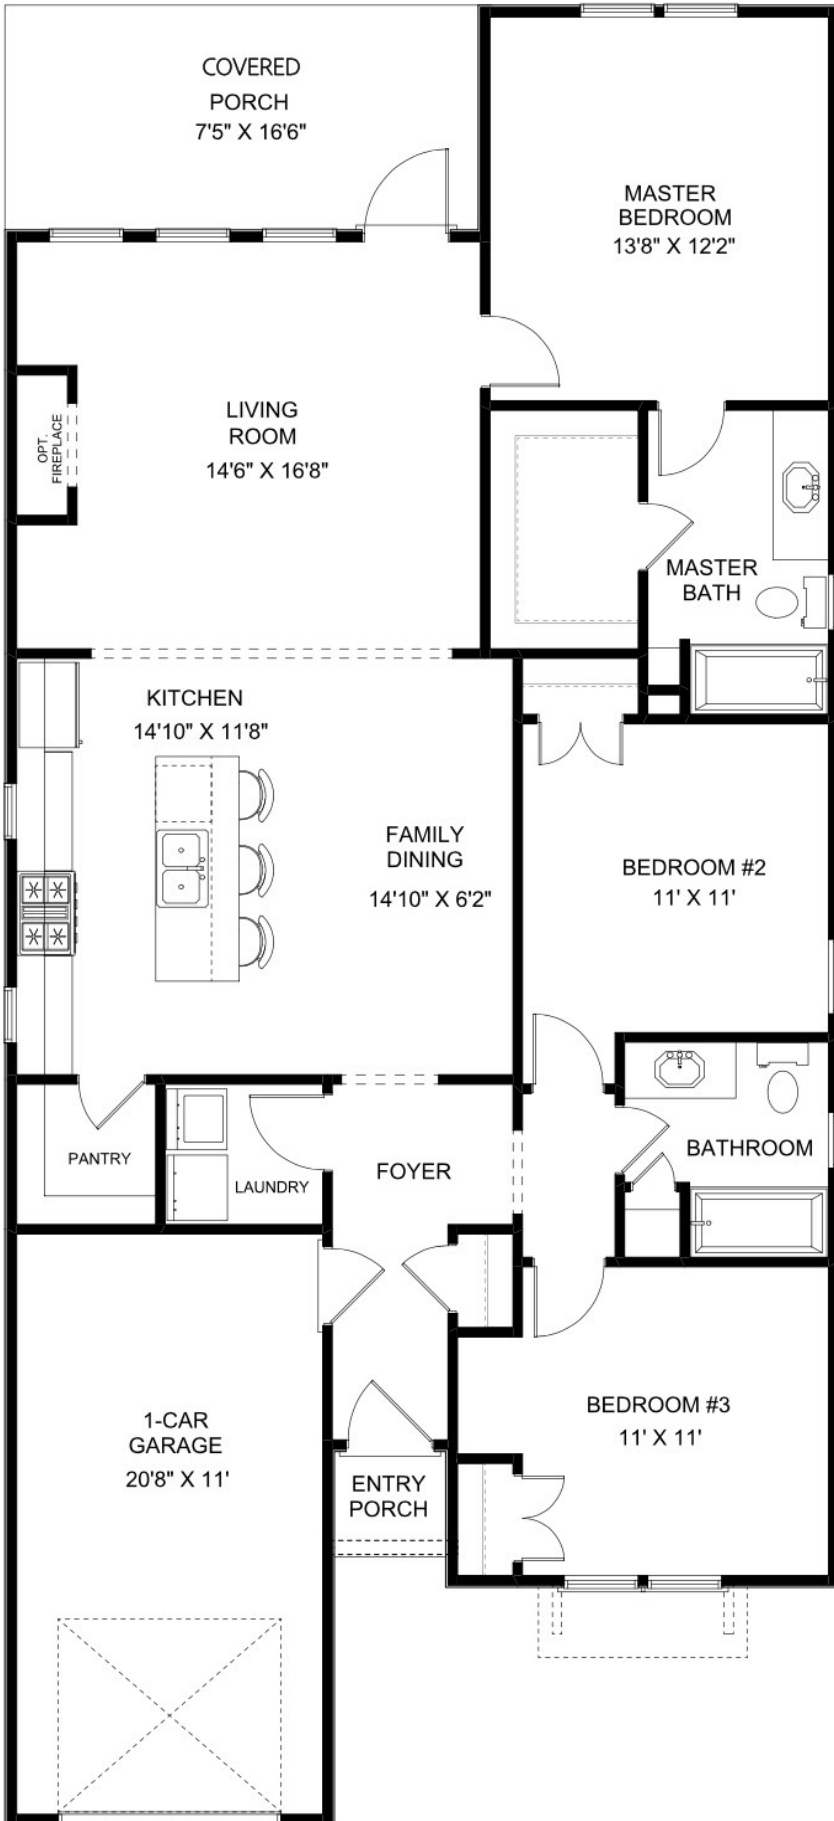 COVERED
PORCH
7'5" X 16'6"
MASTER
BEDROOM
13'8" X 12'2"
LIVING
ROOM
14'6" X 16'8"
OPT.
FIREPLACE
MASTER
BATH
KITCHEN
14'10" X 11'8"
FAMILY
DINING
14'10" X 6'2"
BEDROOM #2
11' X 11'
PANTRY
LAUNDRY
FOYER
BATHROOM
1-CAR
GARAGE
20'8" X 11'
ENTRY
PORCH
BEDROOM #3
11' X 11'